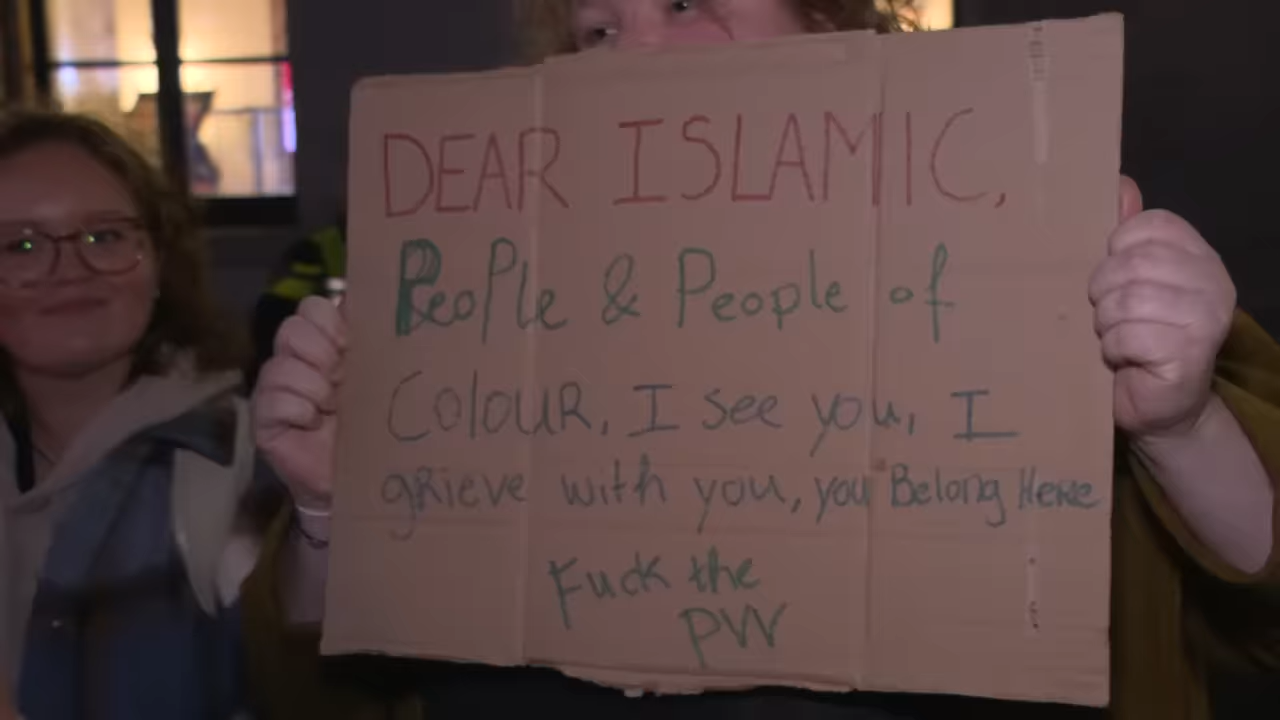 DEAR ISLAMIC,
PeoPle & People of
ColoUR, I see you, I
gRieve with you, you Belong HeRe
Fuck the
PVV